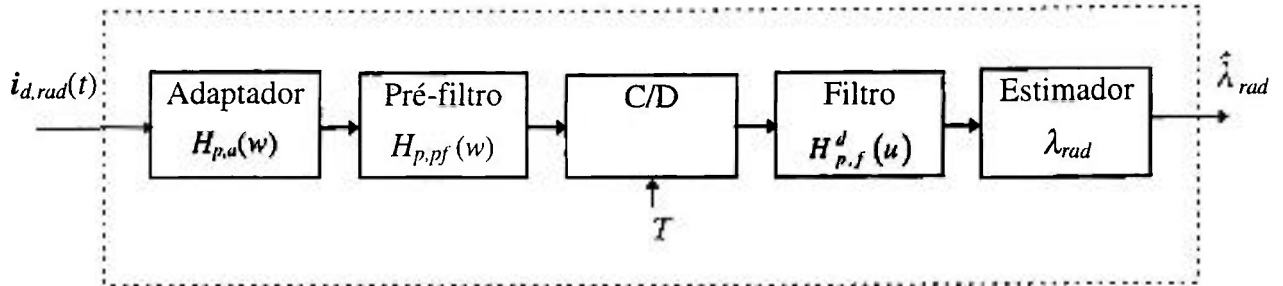 i_{d,rad}(t)
Adaptador
H_{p,a}(w)
Pré-filtro
H_{p,pf}(w)
C/D
T
Filtro
H^{d}_{p,f}(u)
Estimador
λ_{rad}
λ̂_{rad}